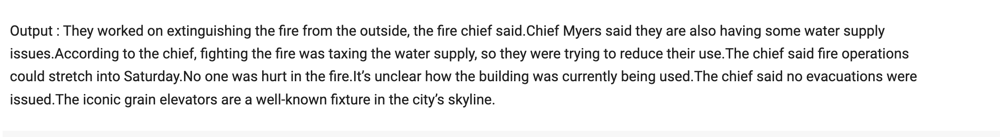 Output : They worked on extinguishing the fire from the outside, the fire chief said.Chief Myers said they are also having some water supply
issues.According to the chief, fighting the fire was taxing the water supply, so they were trying to reduce their use.The chief said fire operations
could stretch into Saturday.No one was hurt in the fire.It’s unclear how the building was currently being used.The chief said no evacuations were
issued.The iconic grain elevators are a well-known fixture in the city’s skyline.